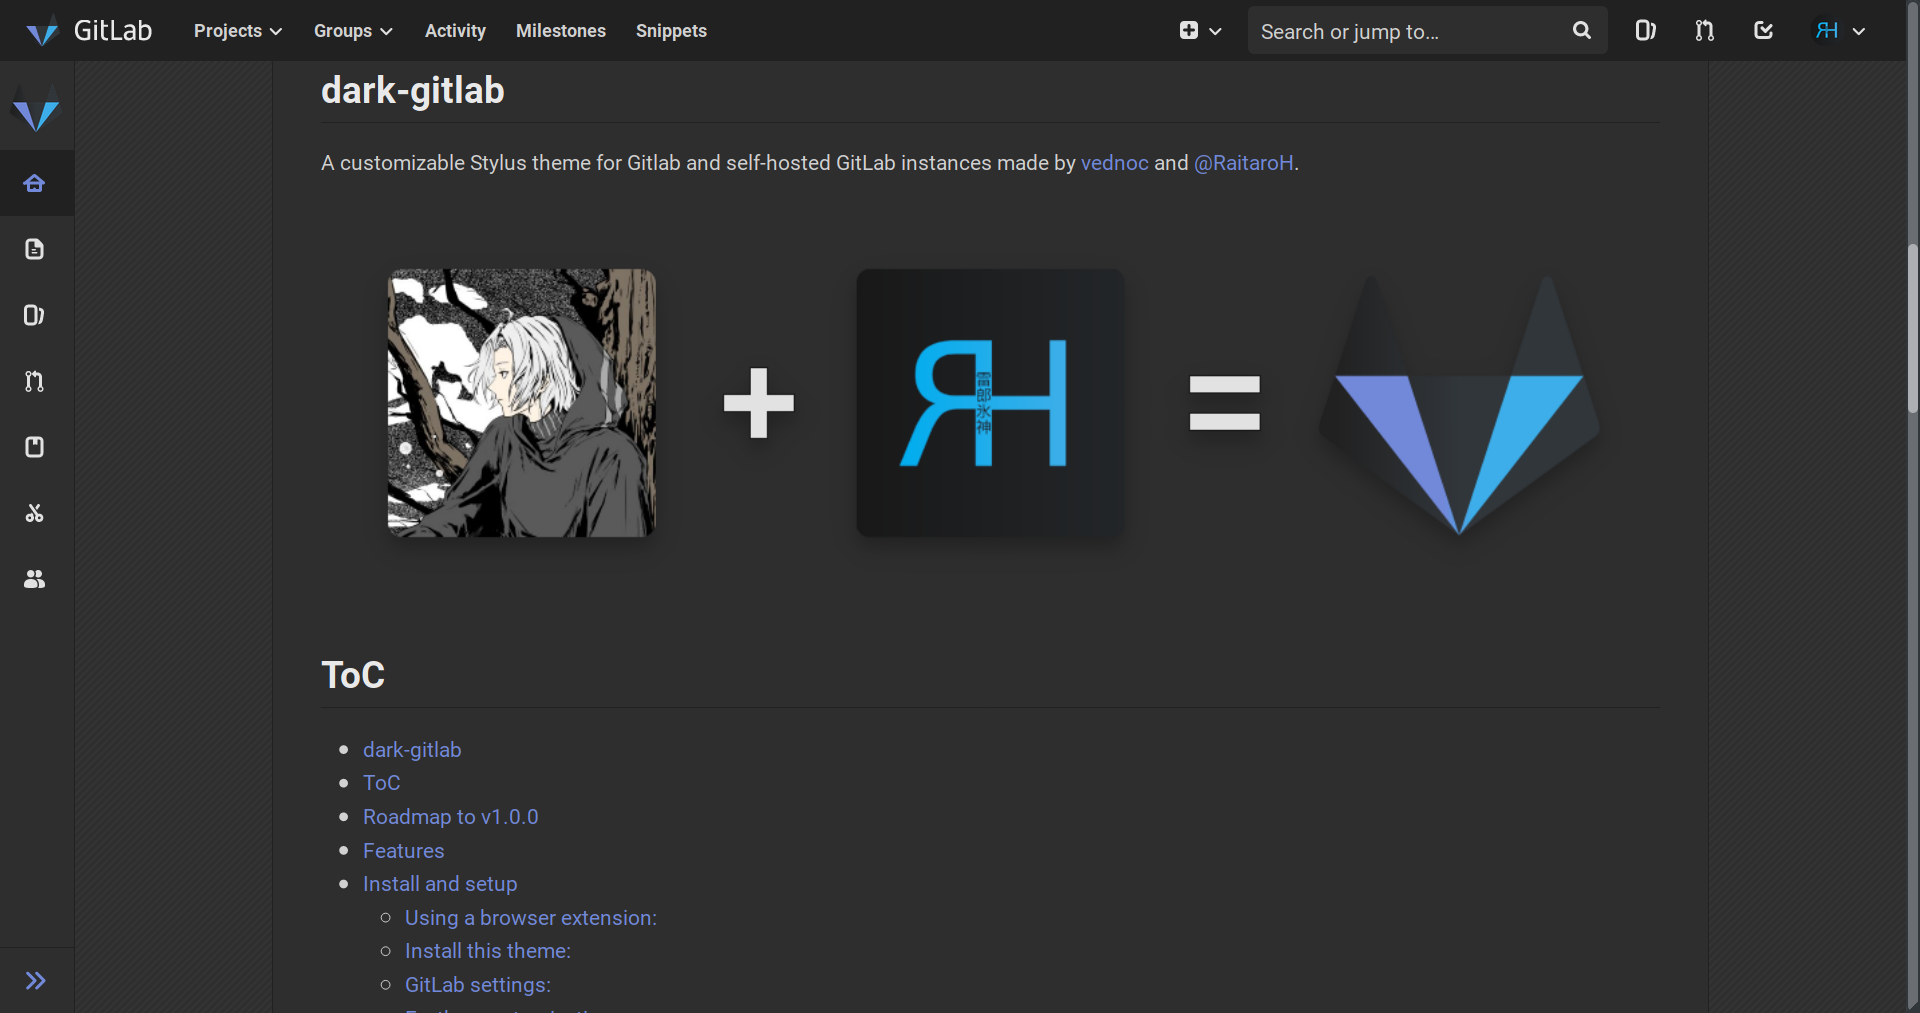 GitLab
Projects
Groups
Activity
Milestones
Snippets
Search or jump to...
ЯH
dark-gitlab
A customizable Stylus theme for Gitlab and self-hosted GitLab instances made by vednoc and @RaitaroH.
ЯH
雷
郎
氷
神
ToC
dark-gitlab
ToC
Roadmap to v1.0.0
Features
Install and setup
Using a browser extension:
Install this theme:
GitLab settings: